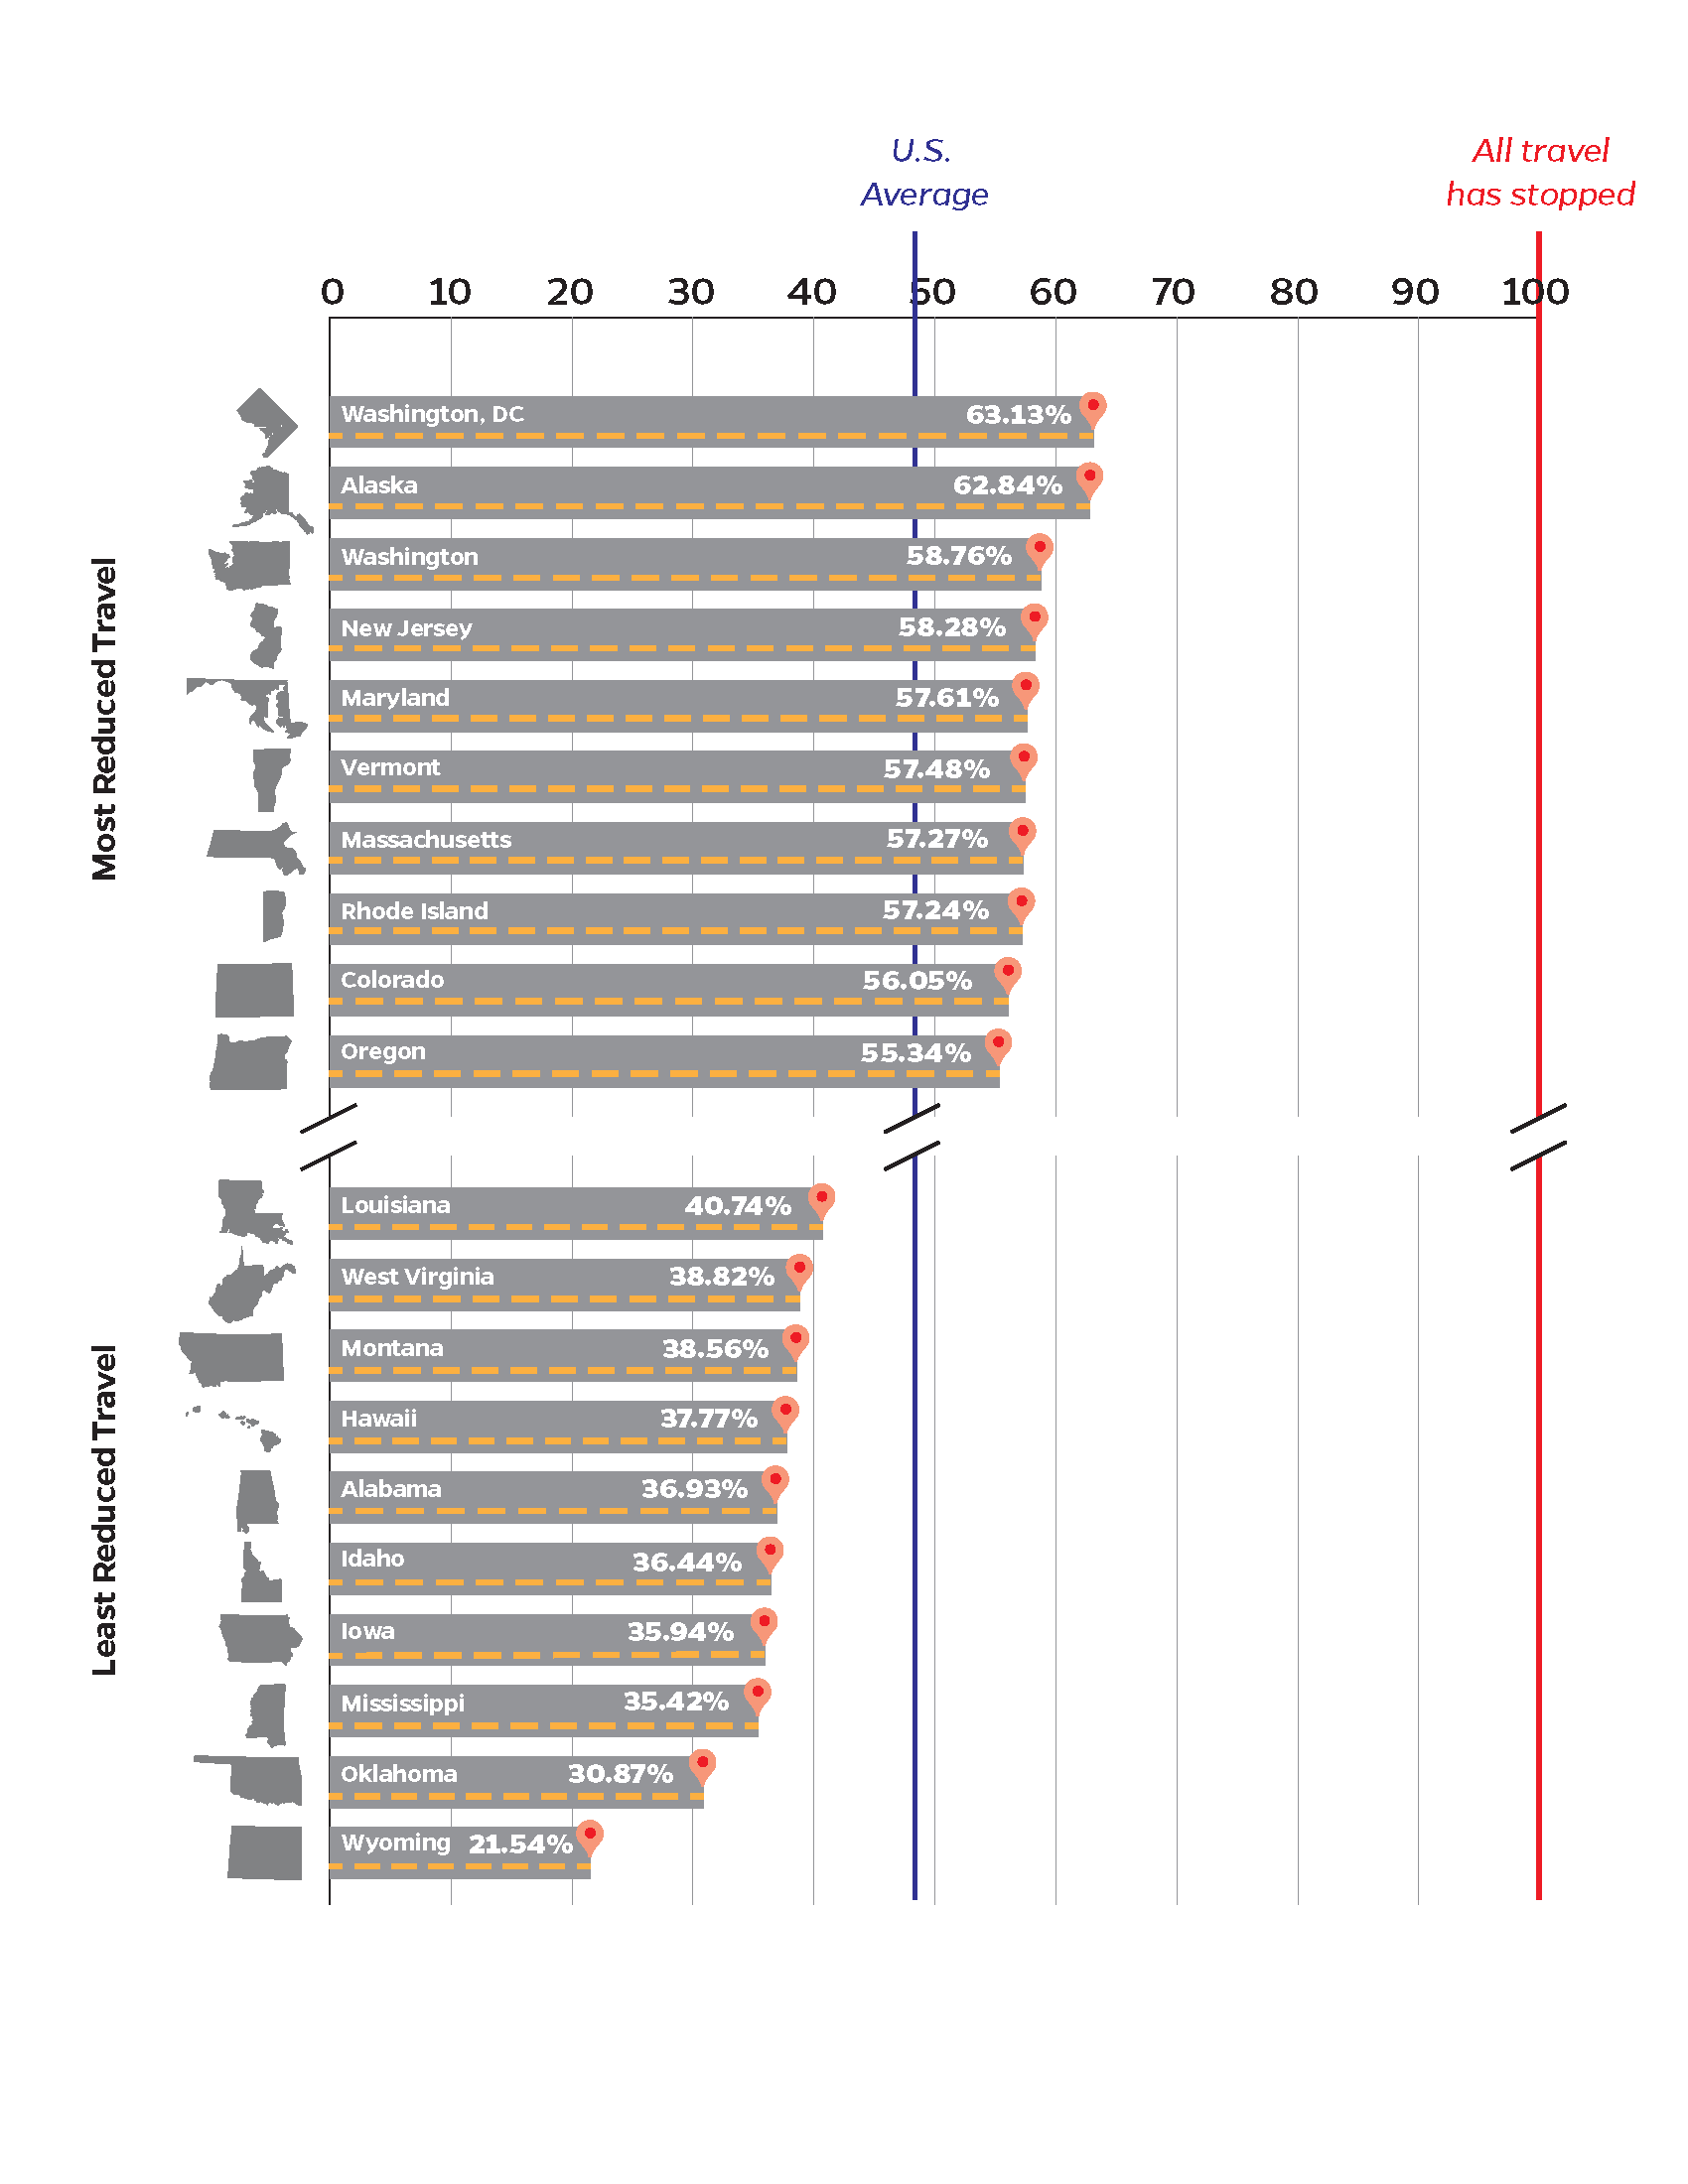 U.S.
Average
All travel
has stopped
0 10 20 30 40 50 60 70 80 90 100
Most Reduced Travel
Washington, DC 63.13%
Alaska 62.84%
Washington 58.76%
New Jersey 58.28%
Maryland 57.61%
Vermont 57.48%
Massachusetts 57.27%
Rhode Island 57.24%
Colorado 56.05%
Oregon 55.34%
Least Reduced Travel
Louisiana 40.74%
West Virginia 38.82%
Montana 38.56%
Hawaii 37.77%
Alabama 36.93%
Idaho 36.44%
Iowa 35.94%
Mississippi 35.42%
Oklahoma 30.87%
Wyoming 21.54%